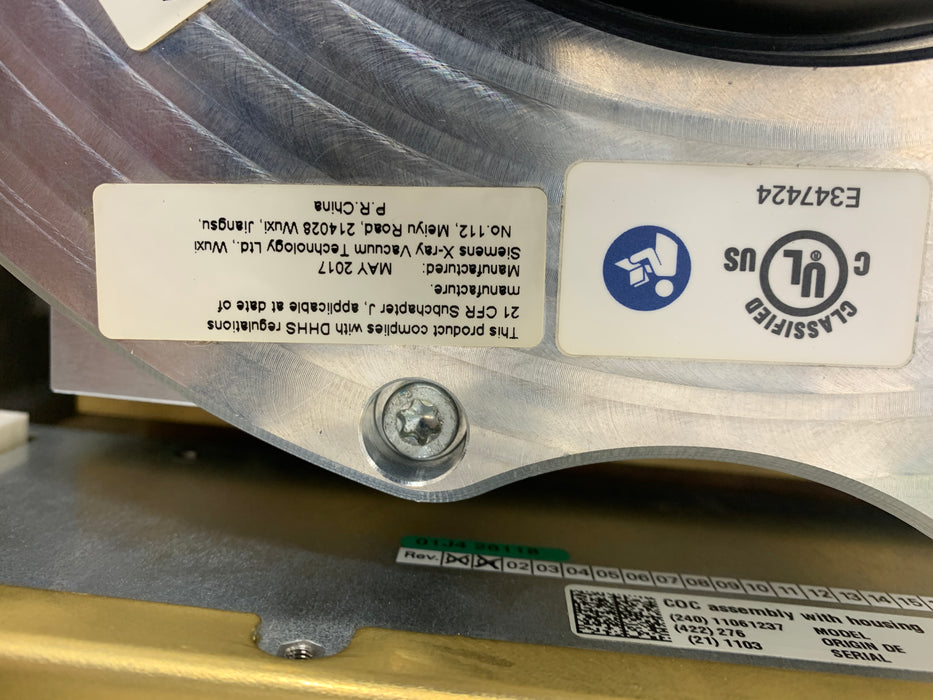 This product complies with DHHS regulations
21 CFR Subchapter J, applicable at date of
manufacture.
Manufactured: MAY 2017
Siemens X-ray Vacuum Technology Ltd., Wuxi
No.112, Meiyu Road, 214028 Wuxi, Jiangsu,
P.R.China
CLASSIFIED
C UL US
E347424
01J4 26118
Rev. 02 03 04 05 06 07 08 09 10 11 12 13 14 15
COC assembly with housing
(240) 11061237 MODEL
(422) 276 ORIGIN DE
(21) 1103 SERIAL